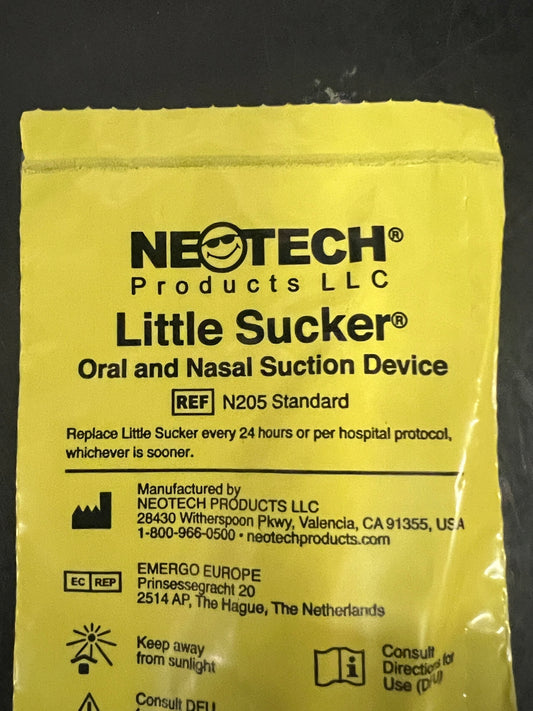 NEOTECH®
Products LLC
Little Sucker®
Oral and Nasal Suction Device
REF N205 Standard
Replace Little Sucker every 24 hours or per hospital protocol,
whichever is sooner.
Manufactured by
NEOTECH PRODUCTS LLC
28430 Witherspoon Pkwy, Valencia, CA 91355, USA
1-800-966-0500 • neotechproducts.com
EC REP
EMERGO EUROPE
Prinsessegracht 20
2514 AP, The Hague, The Netherlands
Keep away
from sunlight
Consult
Directions for
Use (DFU)
Consult DFU